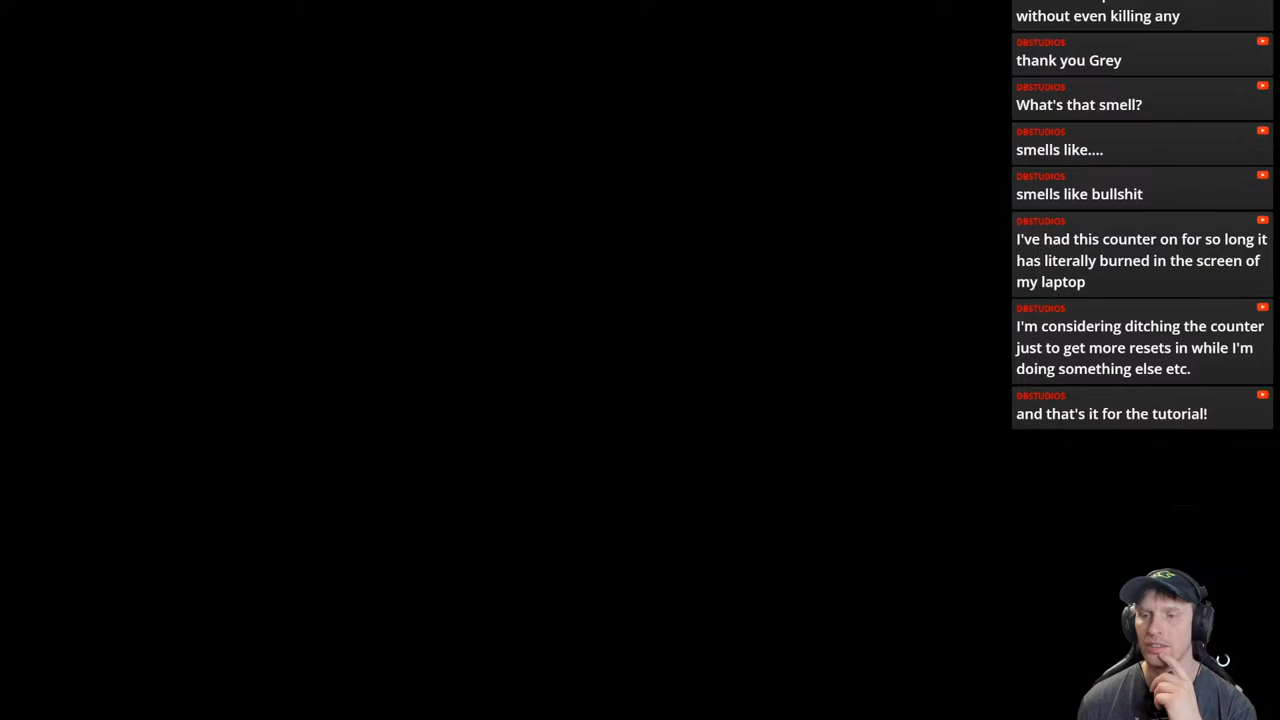 without even killing any
DBSTUDIOS
thank you Grey
DBSTUDIOS
What's that smell?
DBSTUDIOS
smells like....
DBSTUDIOS
smells like bullshit
DBSTUDIOS
I've had this counter on for so long it
has literally burned in the screen of
my laptop
DBSTUDIOS
I'm considering ditching the counter
just to get more resets in while I'm
doing something else etc.
DBSTUDIOS
and that's it for the tutorial!